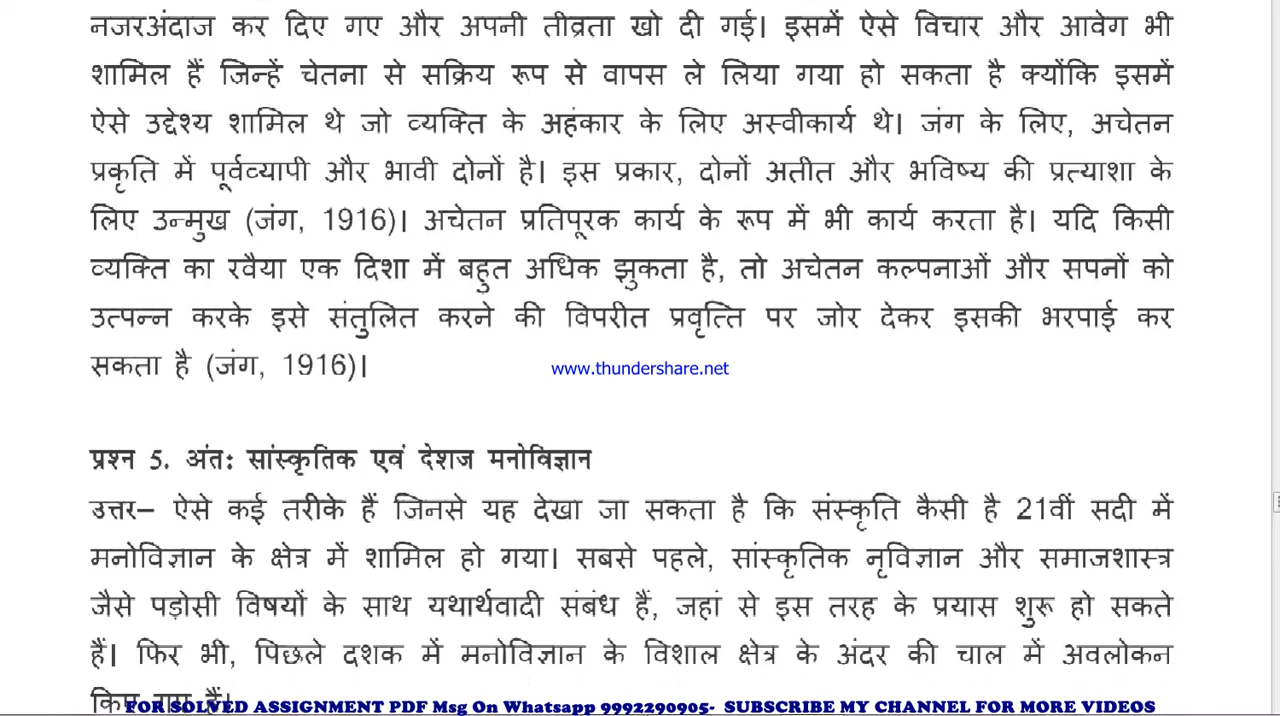 नजरअंदाज कर दिए गए और अपनी तीव्रता खो दी गई। इसमें ऐसे विचार और आवेग भी
शामिल हैं जिन्हें चेतना से सक्रिय रूप से वापस ले लिया गया हो सकता है क्योंकि इसमें
ऐसे उद्देश्य शामिल थे जो व्यक्ति के अहंकार के लिए अस्वीकार्य थे। जंग के लिए, अचेतन
प्रकृति में पूर्वव्यापी और भावी दोनों है। इस प्रकार, दोनों अतीत और भविष्य की प्रत्याशा के
लिए उन्मुख (जंग, 1916)। अचेतन प्रतिपूरक कार्य के रूप में भी कार्य करता है। यदि किसी
व्यक्ति का रवैया एक दिशा में बहुत अधिक झुकता है, तो अचेतन कल्पनाओं और सपनों को
उत्पन्न करके इसे संतुलित करने की विपरीत प्रवृत्ति पर जोर देकर इसकी भरपाई कर
सकता है (जंग, 1916)।
www.thundershare.net
प्रश्न 5. अंतः सांस्कृतिक एवं देशज मनोविज्ञान
उत्तर– ऐसे कई तरीके हैं जिनसे यह देखा जा सकता है कि संस्कृति कैसी है 21वीं सदी में
मनोविज्ञान के क्षेत्र में शामिल हो गया। सबसे पहले, सांस्कृतिक नृविज्ञान और समाजशास्त्र
जैसे पड़ोसी विषयों के साथ यथार्थवादी संबंध हैं, जहां से इस तरह के प्रयास शुरू हो सकते
हैं। फिर भी, पिछले दशक में मनोविज्ञान के विशाल क्षेत्र के अंदर की चाल में अवलोकन
किए गए हैं।
FOR SOLVED ASSIGNMENT PDF Msg On Whatsapp 9992290905- SUBSCRIBE MY CHANNEL FOR MORE VIDEOS